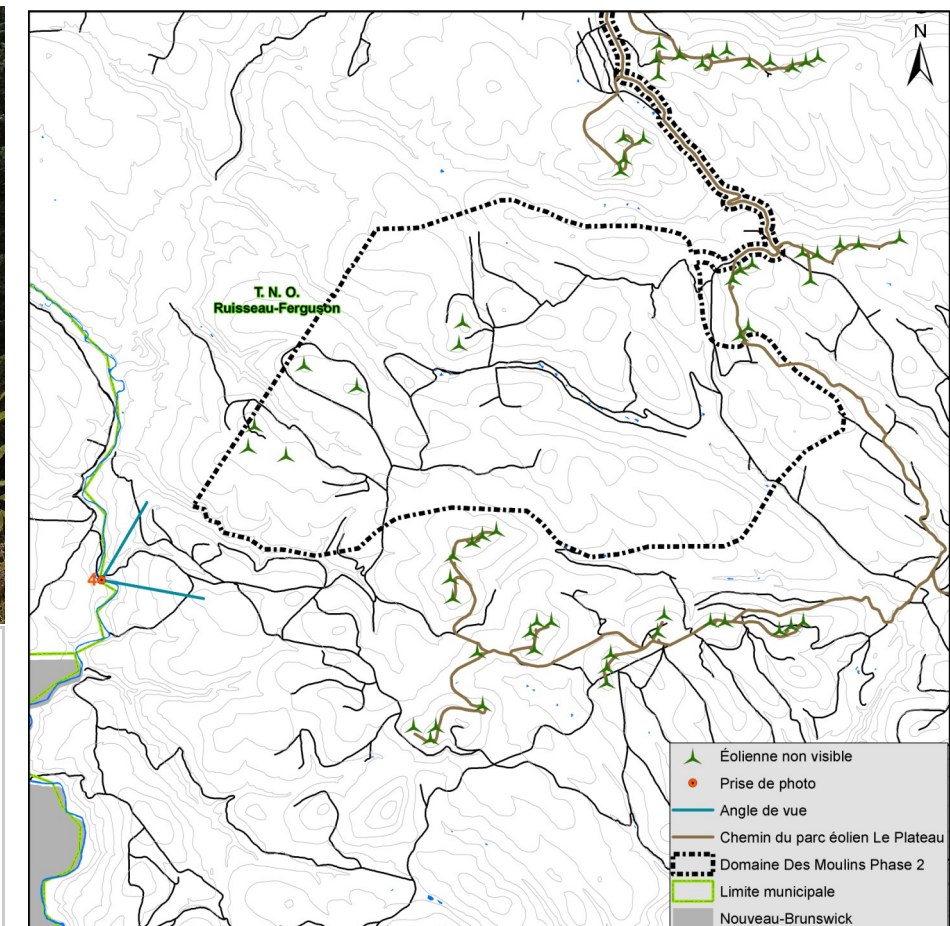 N
T. N. O.
Ruisseau-Ferguson
4
Éolienne non visible
Prise de photo
Angle de vue
Chemin du parc éolien Le Plateau
Domaine Des Moulins Phase 2
Limite municipale
Nouveau-Brunswick